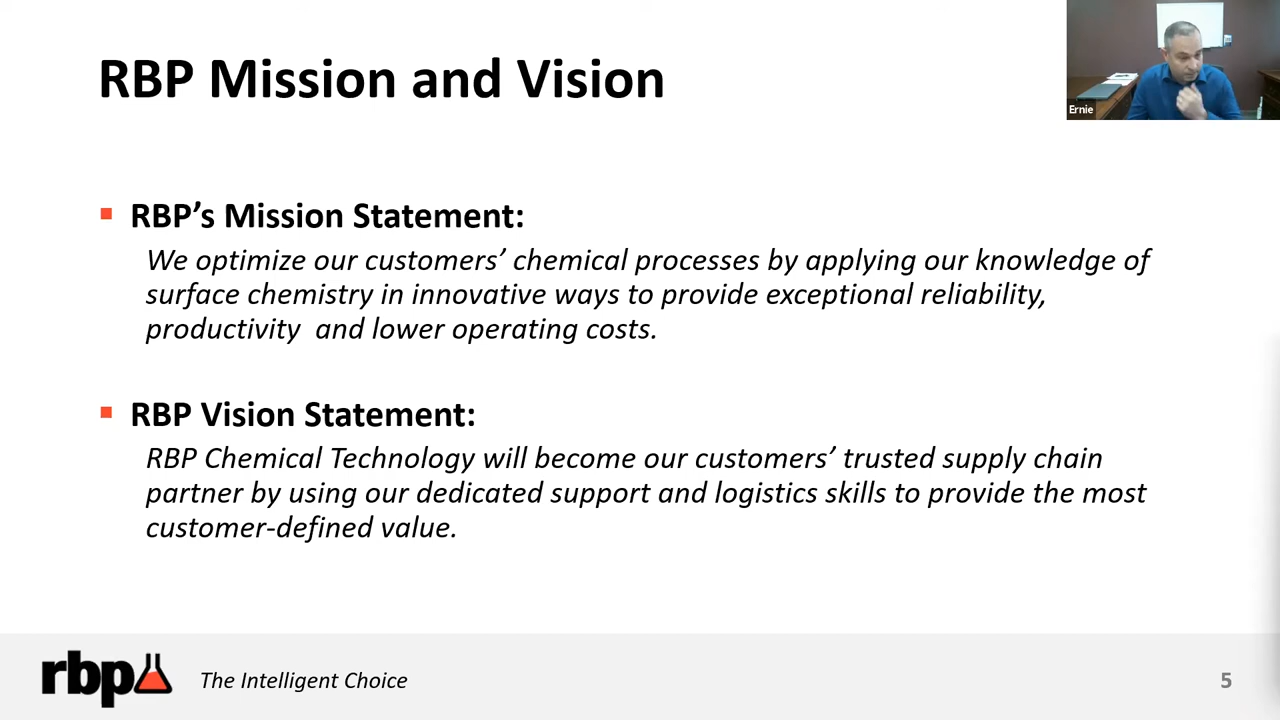 RBP Mission and Vision
Ernie
RBP’s Mission Statement:
We optimize our customers’ chemical processes by applying our knowledge of
surface chemistry in innovative ways to provide exceptional reliability,
productivity  and lower operating costs.
RBP Vision Statement:
RBP Chemical Technology will become our customers’ trusted supply chain
partner by using our dedicated support and logistics skills to provide the most
customer-defined value.
rbp
The Intelligent Choice
5